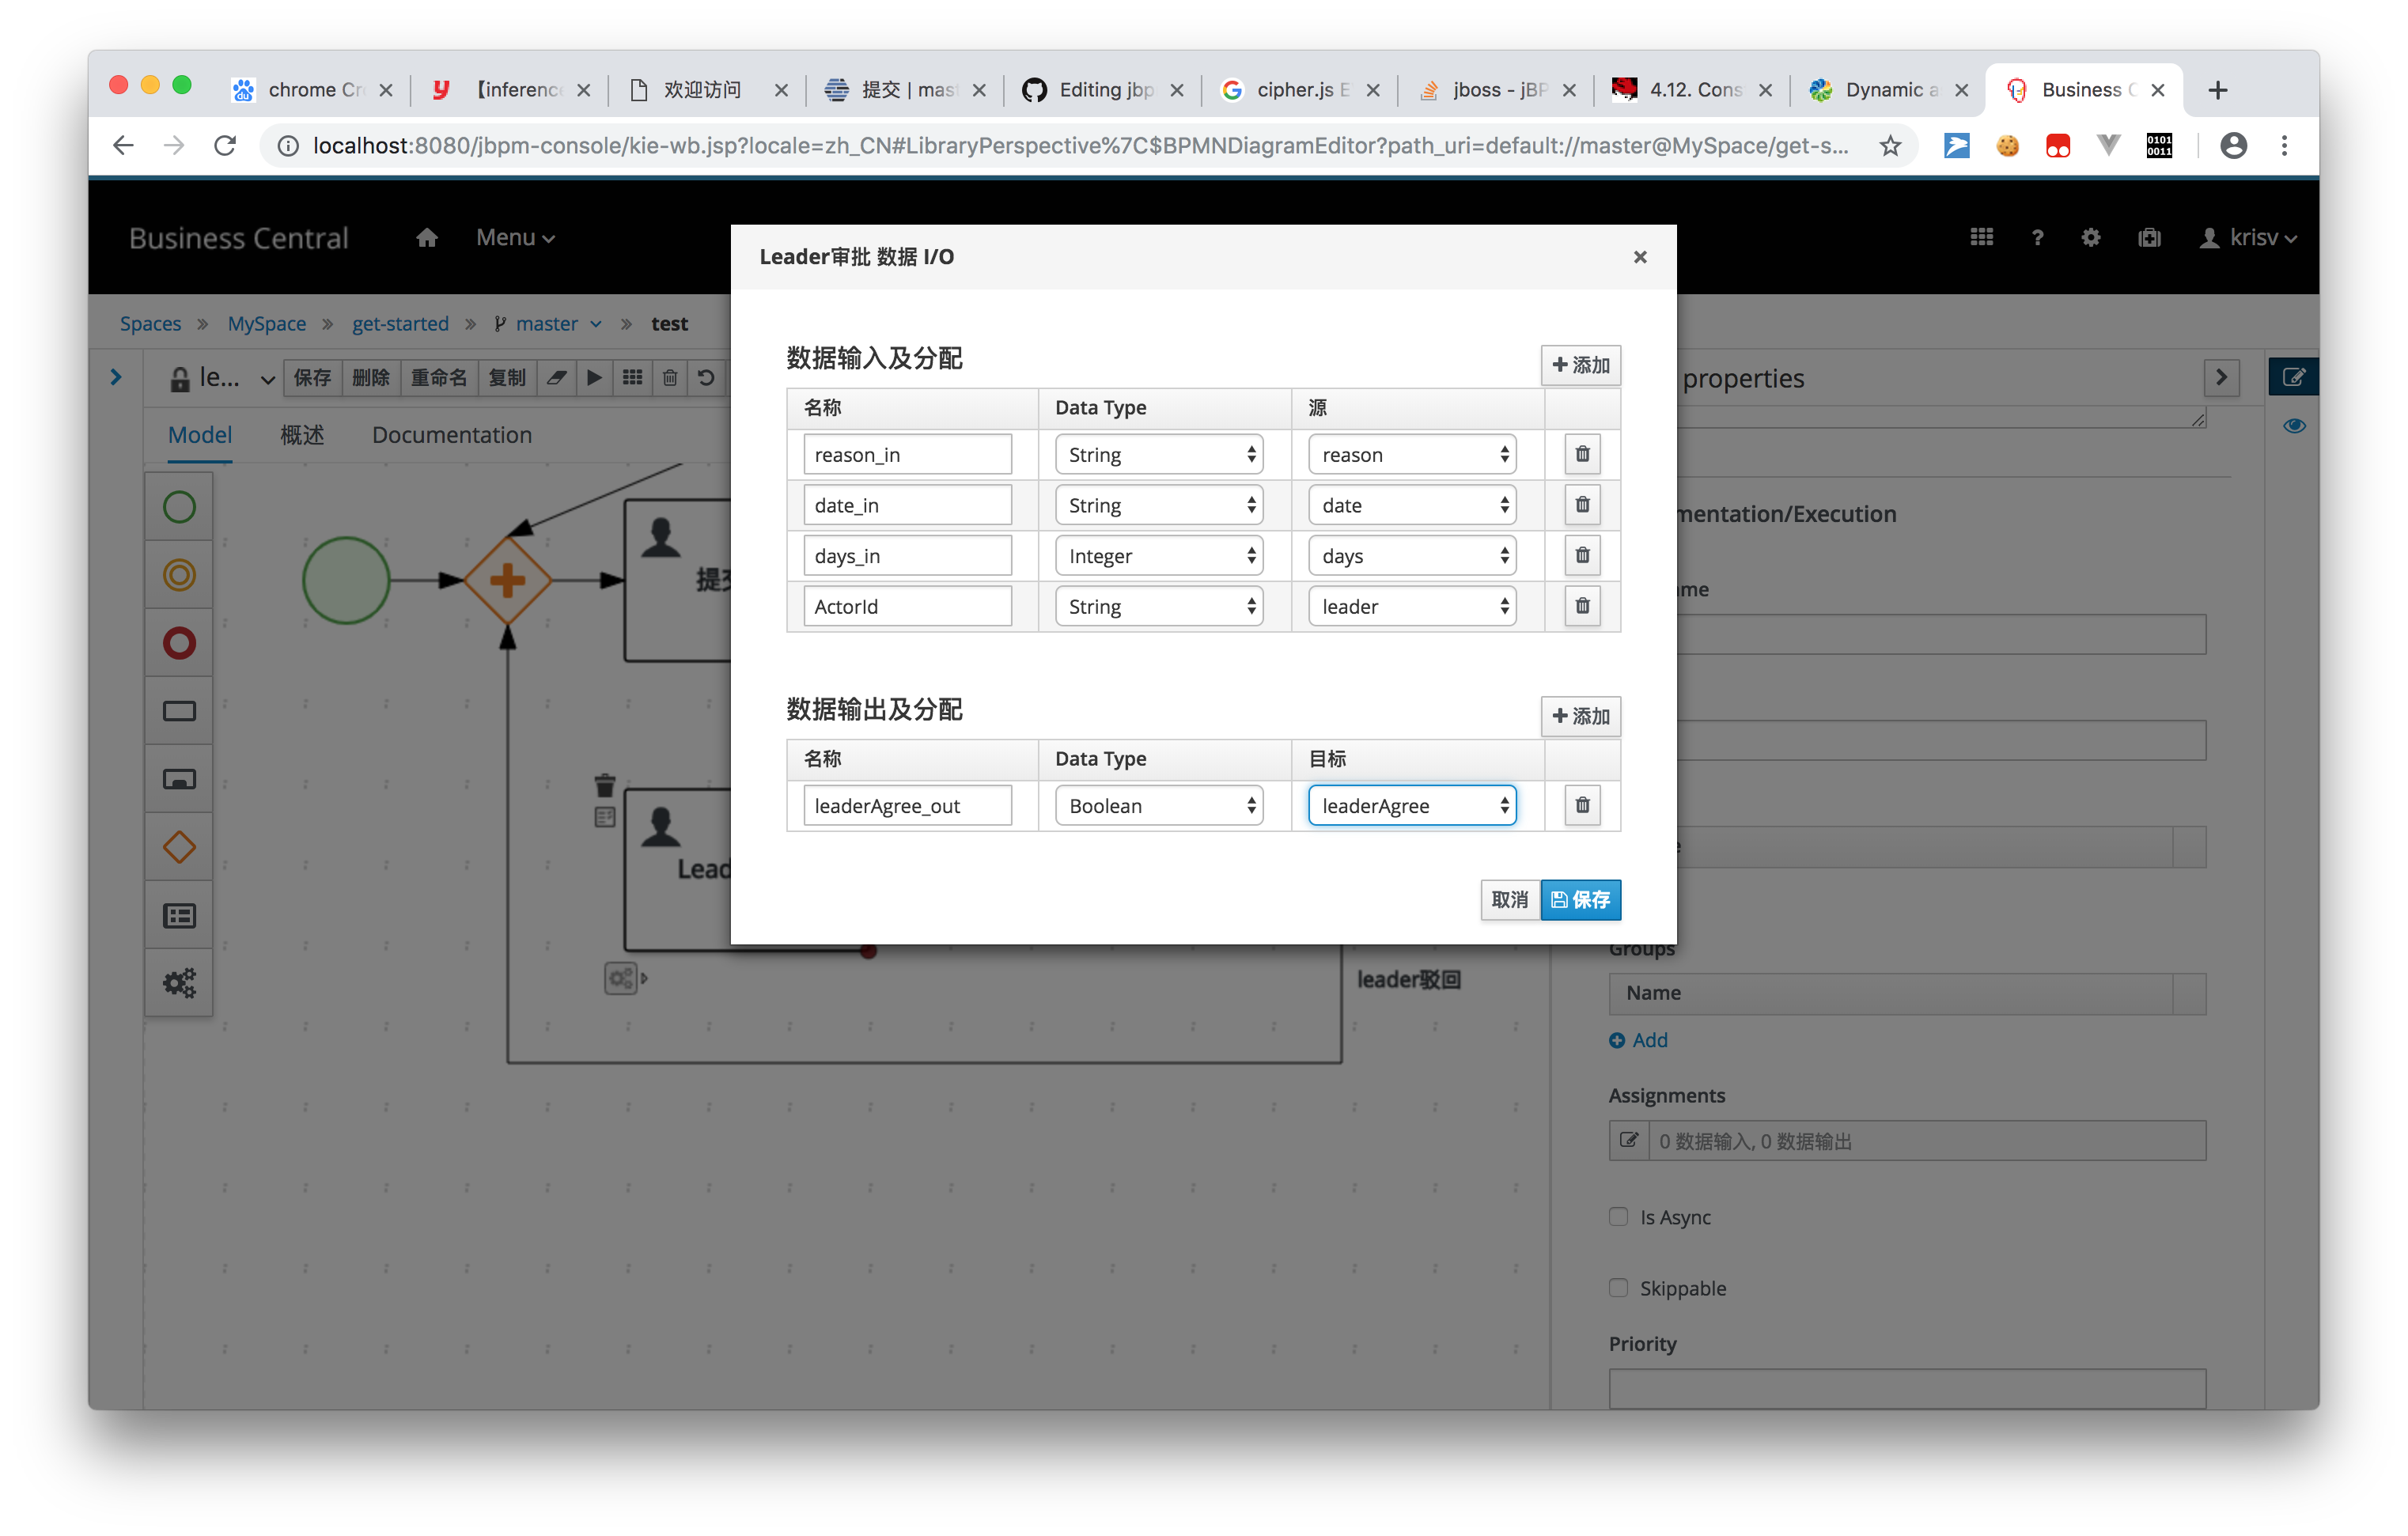 chrome Cr
【inference
欢迎访问
提交 | mast
Editing jbp
cipher.js E
jboss - jBP
4.12. Cons
Dynamic a
Business C
localhost:8080/jbpm-console/kie-wb.jsp?locale=zh_CN#LibraryPerspective%7C$BPMNDiagramEditor?path_uri=default://master@MySpace/get-s...
0101
0011
Business Central
Menu
krisv
Spaces » MySpace » get-started » master » test
le...
保存 删除 重命名 复制
properties
Model 概述 Documentation
提交
Lead
leader驳回
Leader审批 数据 I/O
数据输入及分配
添加
名称 Data Type 源
reason_in String reason
date_in String date
days_in Integer days
ActorId String leader
数据输出及分配
添加
名称 Data Type 目标
leaderAgree_out Boolean leaderAgree
取消 保存
mentation/Execution
me
Groups
Name
Add
Assignments
0 数据输入, 0 数据输出
Is Async
Skippable
Priority